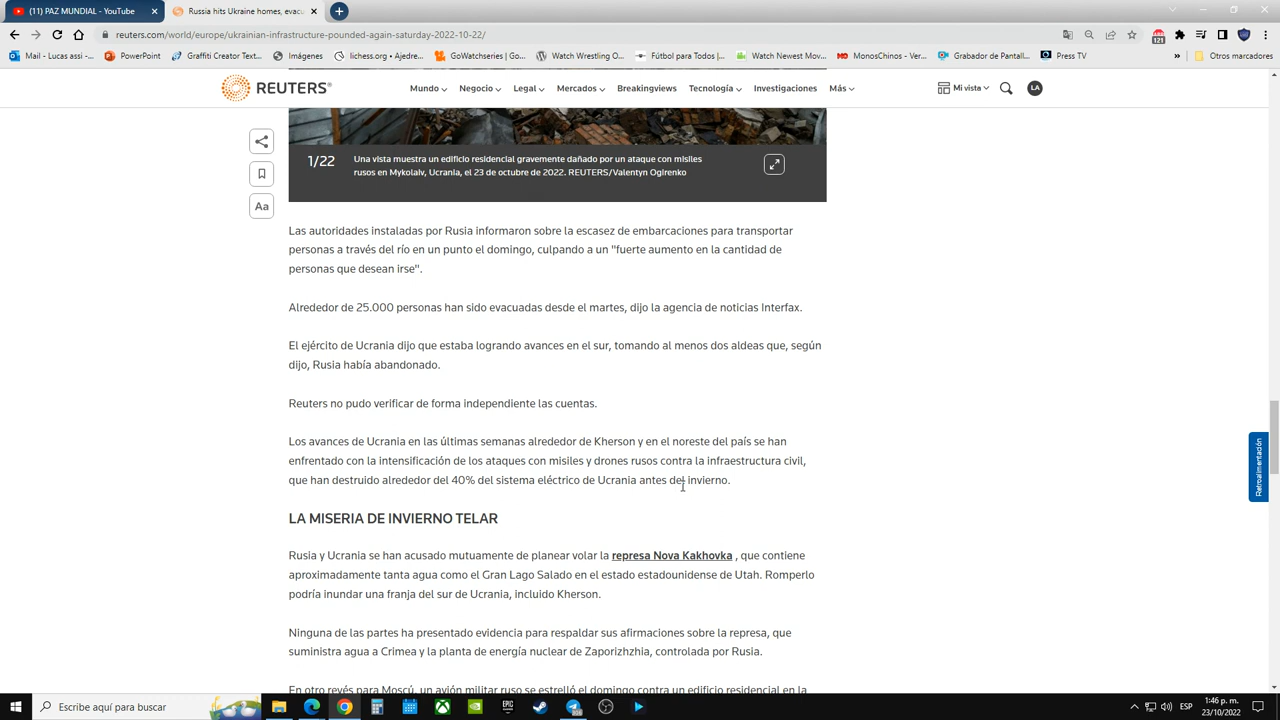 (11) PAZ MUNDIAL - YouTube
Russia hits Ukraine homes, evac
reuters.com/world/europe/ukrainian-infrastructure-pounded-again-saturday-2022-10-22/
121
Mail - Lucas assi -...
PowerPoint
Graffiti Creator Text...
Imágenes
lichess.org • Ajedre...
GoWatchseries | Go...
Watch Wrestling O...
Fútbol para Todos |...
Watch Newest Mov...
MonosChinos - Ver...
Grabador de Pantall...
Press TV
»
Otros marcadores
REUTERS®
Mundo
Negocio
Legal
Mercados
Breakingviews
Tecnología
Investigaciones
Más
Mi vista
LA
1/22
Una vista muestra un edificio residencial gravemente dañado por un ataque con misiles
rusos en Mykolaiv, Ucrania, el 23 de octubre de 2022. REUTERS/Valentyn Ogirenko
Aa
Las autoridades instaladas por Rusia informaron sobre la escasez de embarcaciones para transportar
personas a través del río en un punto el domingo, culpando a un "fuerte aumento en la cantidad de
personas que desean irse".
Alrededor de 25.000 personas han sido evacuadas desde el martes, dijo la agencia de noticias Interfax.
El ejército de Ucrania dijo que estaba logrando avances en el sur, tomando al menos dos aldeas que, según
dijo, Rusia había abandonado.
Reuters no pudo verificar de forma independiente las cuentas.
Los avances de Ucrania en las últimas semanas alrededor de Kherson y en el noreste del país se han
enfrentado con la intensificación de los ataques con misiles y drones rusos contra la infraestructura civil,
que han destruido alrededor del 40% del sistema eléctrico de Ucrania antes del invierno.
Retroalimentación
LA MISERIA DE INVIERNO TELAR
Rusia y Ucrania se han acusado mutuamente de planear volar la represa Nova Kakhovka , que contiene
aproximadamente tanta agua como el Gran Lago Salado en el estado estadounidense de Utah. Romperlo
podría inundar una franja del sur de Ucrania, incluido Kherson.
Ninguna de las partes ha presentado evidencia para respaldar sus afirmaciones sobre la represa, que
suministra agua a Crimea y la planta de energía nuclear de Zaporizhzhia, controlada por Rusia.
En otro revés para Moscú, un avión militar ruso se estrelló el domingo contra un edificio residencial en la
Escribe aquí para buscar
EPIC
ESP
1:46 p. m.
23/10/2022